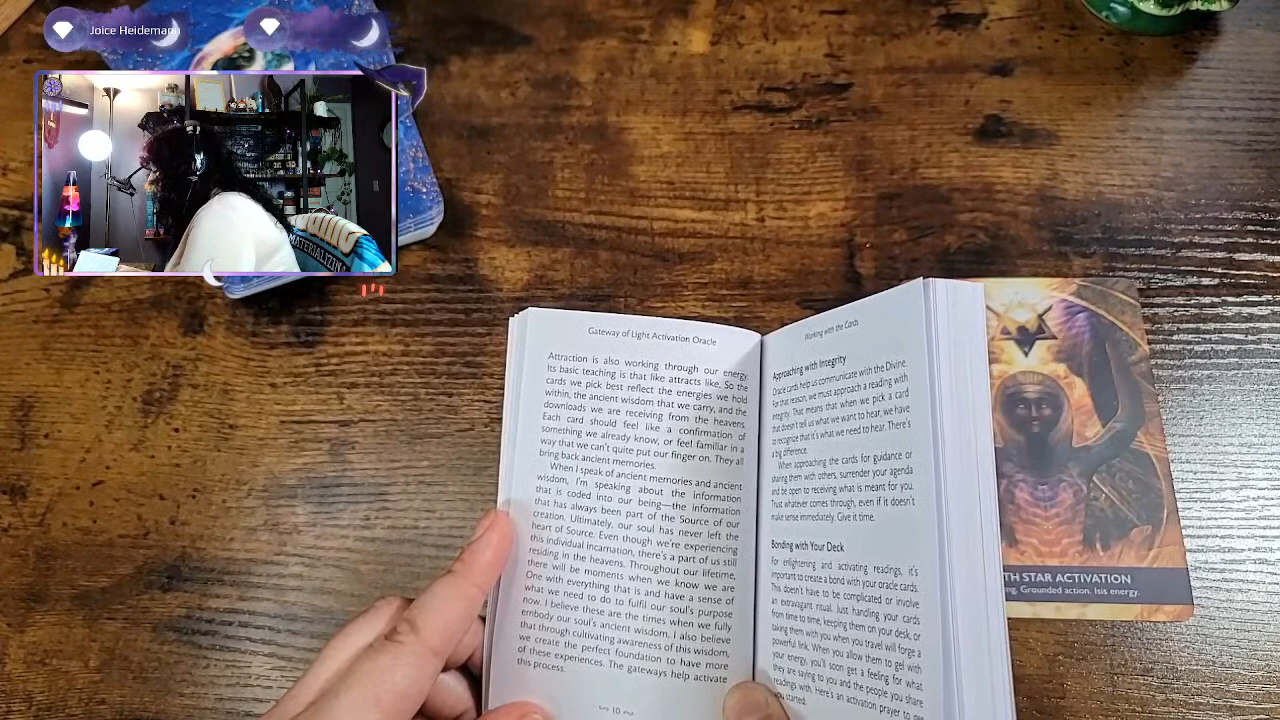 Joice Heidemann
MATERIALIZIN
Gateway of Light Activation Oracle
Attraction is also working through our energy.
Its basic teaching is that like attracts like. So the
cards we pick best reflect the energies we hold
within, the ancient wisdom that we carry, and the
downloads we are receiving from the heavens.
Each card should feel like a confirmation of
something we already know, or feel familiar in a
way that we can't quite put our finger on. They all
bring back ancient memories.
When I speak of ancient memories and ancient
wisdom, I'm speaking about the information
that is coded into our being—the information
that has always been part of the Source of our
creation. Ultimately, our soul has never left the
heart of Source. Even though we're experiencing
this individual incarnation, there's a part of us still
residing in the heavens. Throughout our lifetime,
there will be moments when we know we are
One with everything that is and have a sense of
what we need to do to fulfil our soul's purpose
now. I believe these are the times when we fully
embody our soul's ancient wisdom. I also believe
that through cultivating awareness of this wisdom,
we create the perfect foundation to have more
of these experiences. The gateways help activate
this process.
10
Working with the Cards
Approaching with Integrity
Oracle cards help us communicate with the Divine.
For that reason, we must approach a reading with
integrity. That means that when we pick a card
that doesn't tell us what we want to hear, we have
to recognize that it's what we need to hear. There's
a big difference.
When approaching the cards for guidance or
sharing them with others, surrender your agenda
and be open to receiving what is meant for you.
Trust whatever comes through, even if it doesn't
make sense immediately. Give it time.
Bonding with Your Deck
For enlightening and activating readings, it's
important to create a bond with your oracle cards.
This doesn't have to be complicated or involve
an extravagant ritual. Just handling your cards
from time to time, keeping them on your desk, or
taking them with you when you travel will forge a
powerful link. When you allow them to gel with
your energy, you'll soon get a feeling for what
they are saying to you and the people you share
readings with. Here's an activation prayer to get
you started:
TH STAR ACTIVATION
ng. Grounded action. Isis energy.